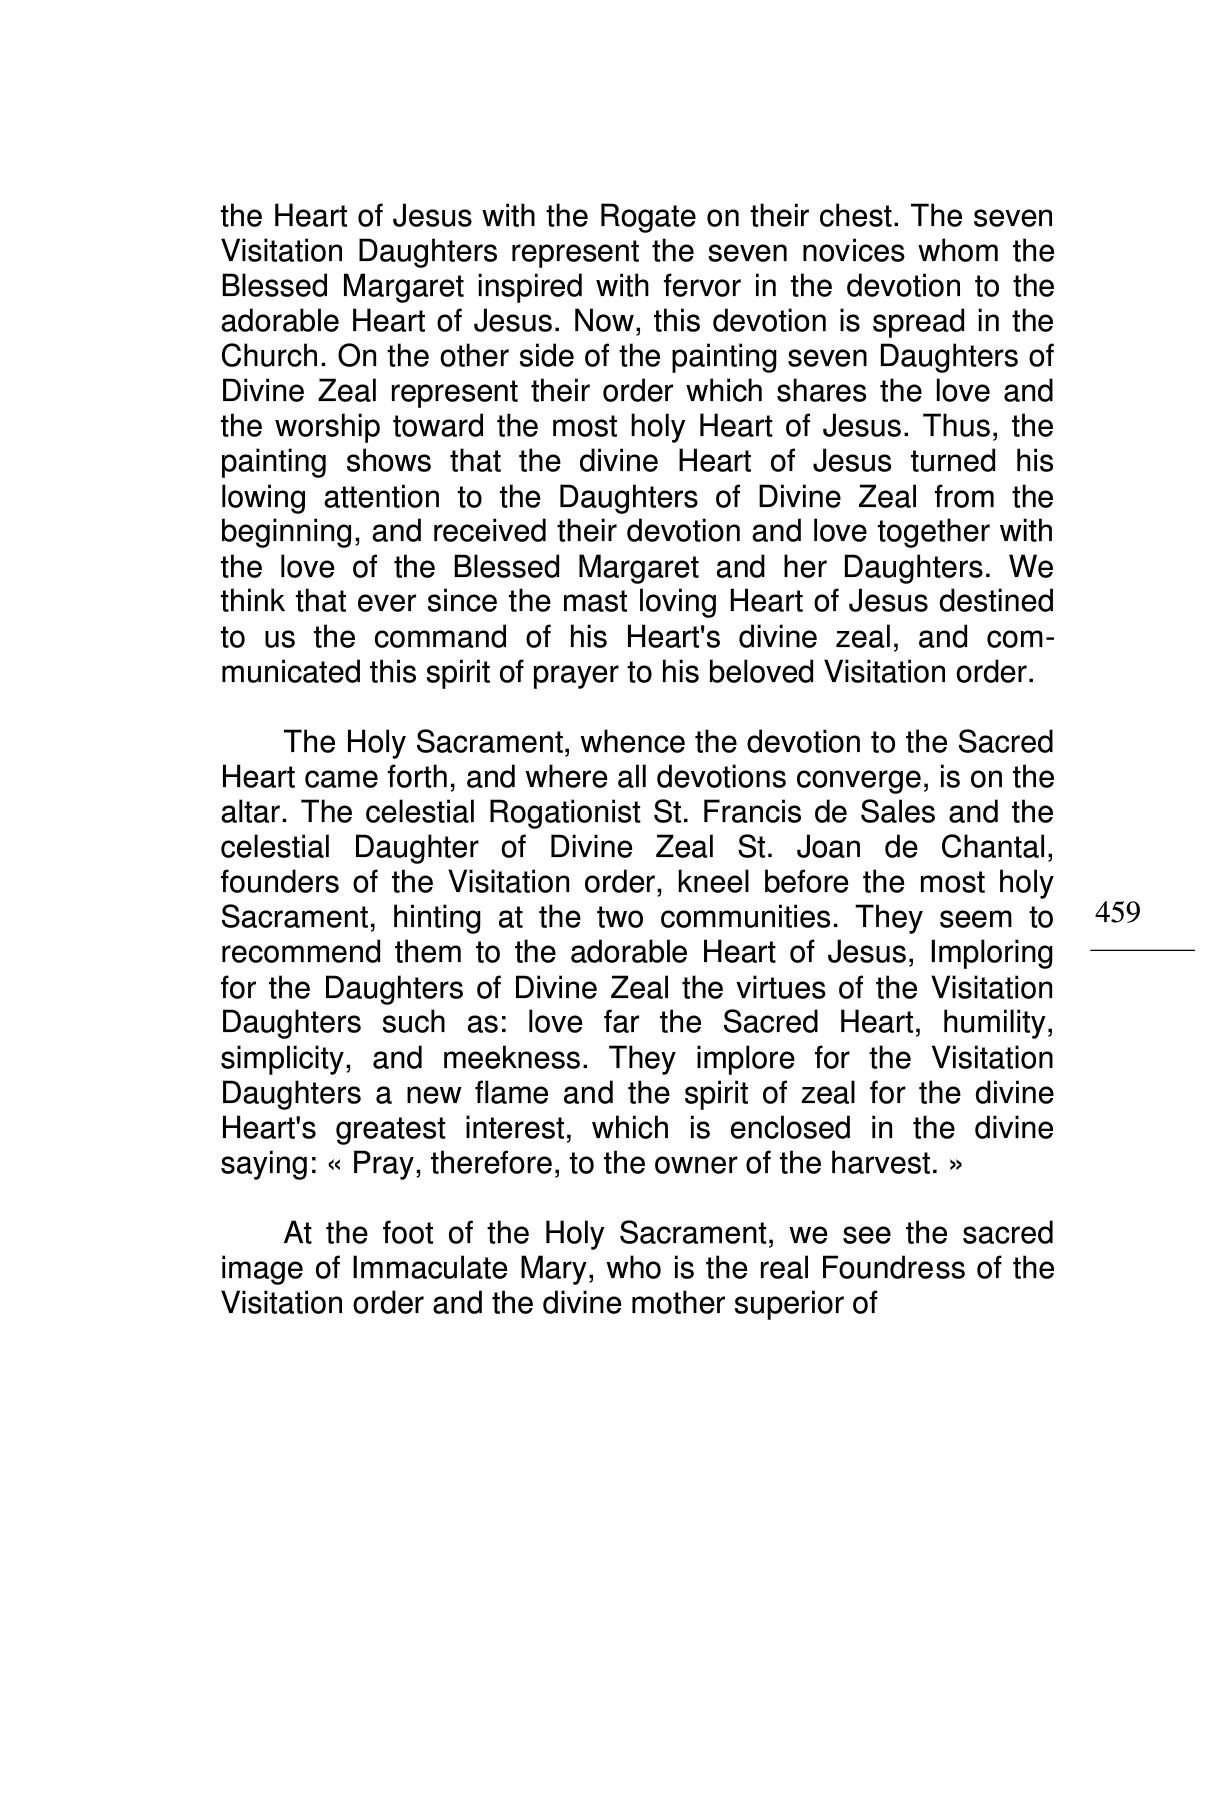 the Heart of Jesus with the Rogate on their chest. The seven
Visitation Daughters represent the seven novices whom the
Blessed Margaret inspired with fervor in the devotion to the
adorable Heart of Jesus. Now, this devotion is spread in the
Church. On the other side of the painting seven Daughters of
Divine Zeal represent their order which shares the love and
the worship toward the most holy Heart of Jesus. Thus, the
painting shows that the divine Heart of Jesus turned his
lowing attention to the Daughters of Divine Zeal from the
beginning, and received their devotion and love together with
the love of the Blessed Margaret and her Daughters. We
think that ever since the mast loving Heart of Jesus destined
to us the command of his Heart's divine zeal, and com-
municated this spirit of prayer to his beloved Visitation order.
The Holy Sacrament, whence the devotion to the Sacred
Heart came forth, and where all devotions converge, is on the
altar. The celestial Rogationist St. Francis de Sales and the
celestial Daughter of Divine Zeal St. Joan de Chantal,
founders of the Visitation order, kneel before the most holy
Sacrament, hinting at the two communities. They seem to
recommend them to the adorable Heart of Jesus, Imploring
for the Daughters of Divine Zeal the virtues of the Visitation
Daughters such as: love far the Sacred Heart, humility,
simplicity, and meekness. They implore for the Visitation
Daughters a new flame and the spirit of zeal for the divine
Heart's greatest interest, which is enclosed in the divine
saying: « Pray, therefore, to the owner of the harvest. »
At the foot of the Holy Sacrament, we see the sacred
image of Immaculate Mary, who is the real Foundress of the
Visitation order and the divine mother superior of
459